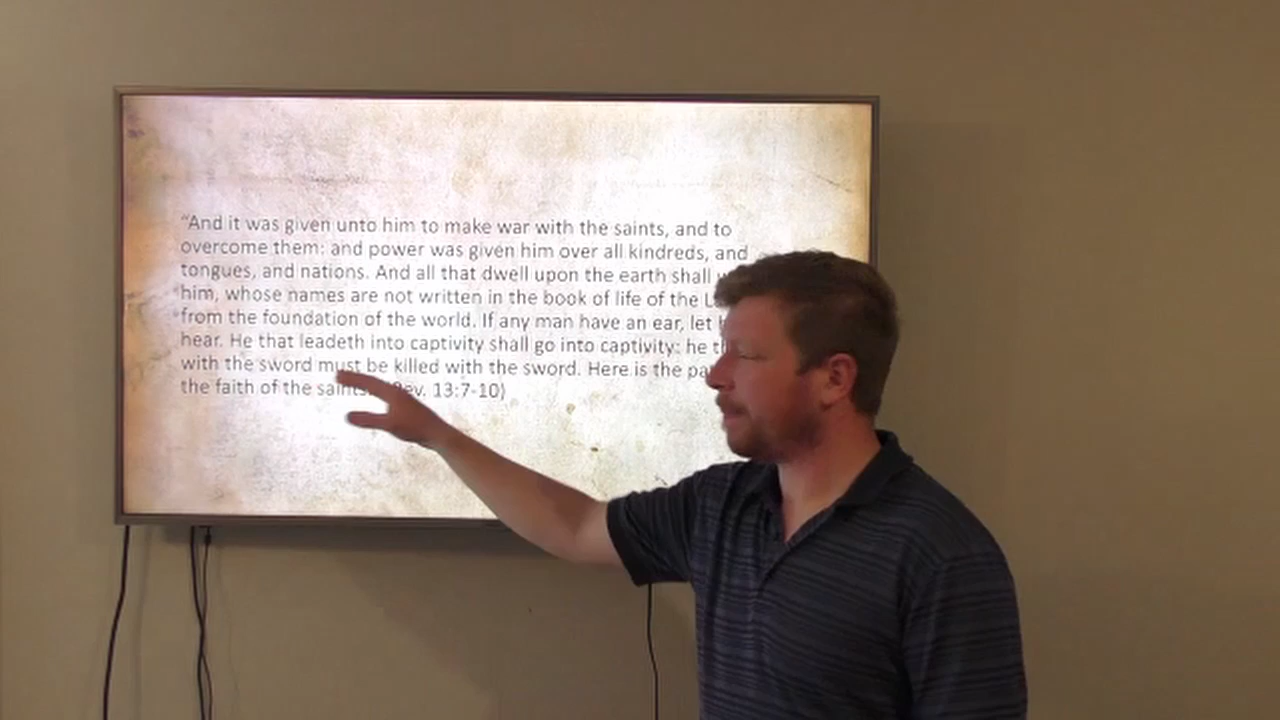 “And it was given unto him to make war with the saints, and to
overcome them: and power was given him over all kindreds, and
tongues, and nations. And all that dwell upon the earth shall
him, whose names are not written in the book of life of the
from the foundation of the world. If any man have an ear, let
hear. He that leadeth into captivity shall go into captivity: he
with the sword must be killed with the sword. Here is the
the faith of the saints. 13:7-10)